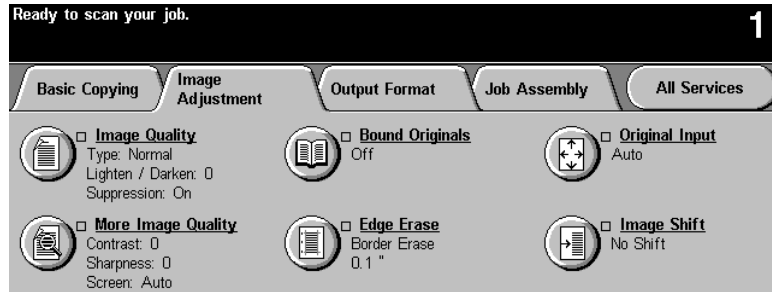 Ready to scan your job.
1
Basic Copying
Image
Adjustment
Output Format
Job Assembly
All Services
Image Quality
Type: Normal
Lighten / Darken: 0
Suppression: On
Bound Originals
Off
Original Input
Auto
More Image Quality
Contrast: 0
Sharpness: 0
Screen: Auto
Edge Erase
Border Erase
0.1 "
Image Shift
No Shift